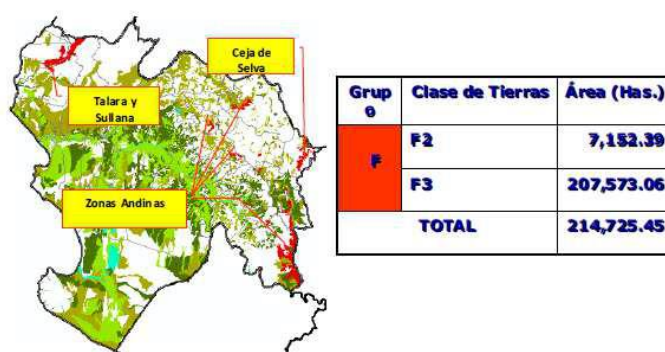 Ceja de
Selva
Talara y
Sullana
Zonas Andinas
Grup
o
Clase de Tierras
Área (Has.)
F
F2
7,152.39
F3
207,573.06
TOTAL
214,725.45